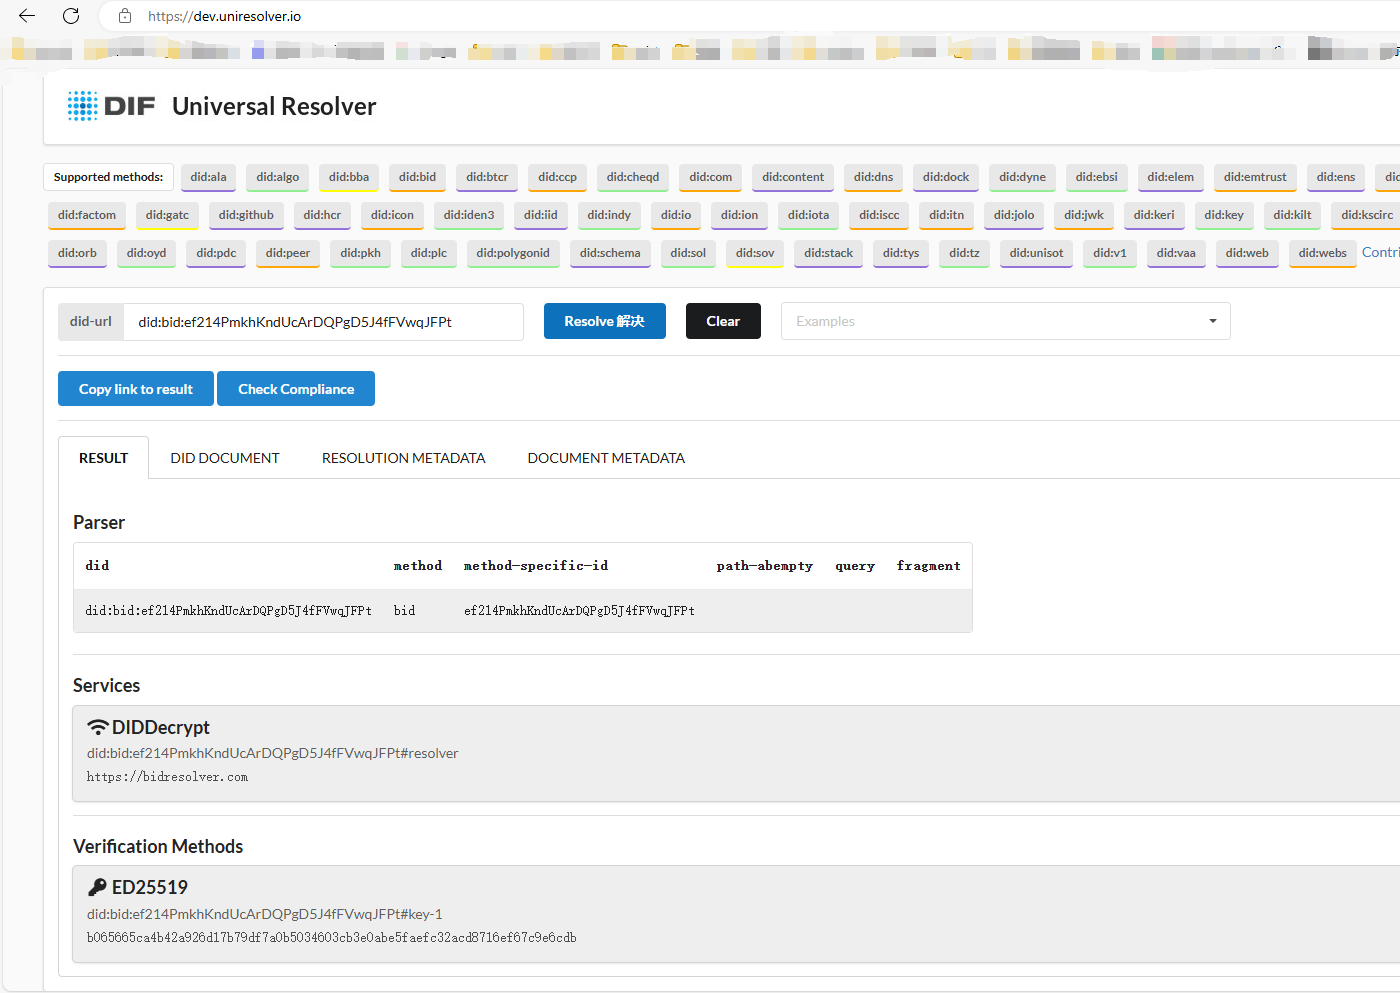 https://dev.uniresolver.io
DIF Universal Resolver
Supported methods: did:ala did:algo did:bba did:bid did:btcr did:ccp did:cheqd did:com did:content did:dns did:dock did:dyne did:ebsi did:elem did:emtrust did:ens
did:factom did:gatc did:github did:hcr did:icon did:iden3 did:iid did:indy did:io did:ion did:iota did:iscc did:itn did:jolo did:jwk did:keri did:key did:kilt did:kscirc
did:orb did:oyd did:pdc did:peer did:pkh did:plc did:polygonid did:schema did:sol did:sov did:stack did:tys did:tz did:unisot did:v1 did:vaa did:web did:webs Contri
did-url did:bid:ef214PmkhKndUcArDQPgD5J4fFVwqJFPt Resolve 解决 Clear Examples
Copy link to result Check Compliance
RESULT DID DOCUMENT RESOLUTION METADATA DOCUMENT METADATA
Parser
did method method-specific-id path-abempty query fragment
did:bid:ef214PmkhKndUcArDQPgD5J4fFVwqJFPt bid ef214PmkhKndUcArDQPgD5J4fFVwqJFPt
Services
DIDDecrypt
did:bid:ef214PmkhKndUcArDQPgD5J4fFVwqJFPt#resolver
https://bidresolver.com
Verification Methods
ED25519
did:bid:ef214PmkhKndUcArDQPgD5J4fFVwqJFPt#key-1
b065665ca4b42a926d17b79df7a0b5034603cb3e0abe5faefc32acd8716ef67c9e6cdb